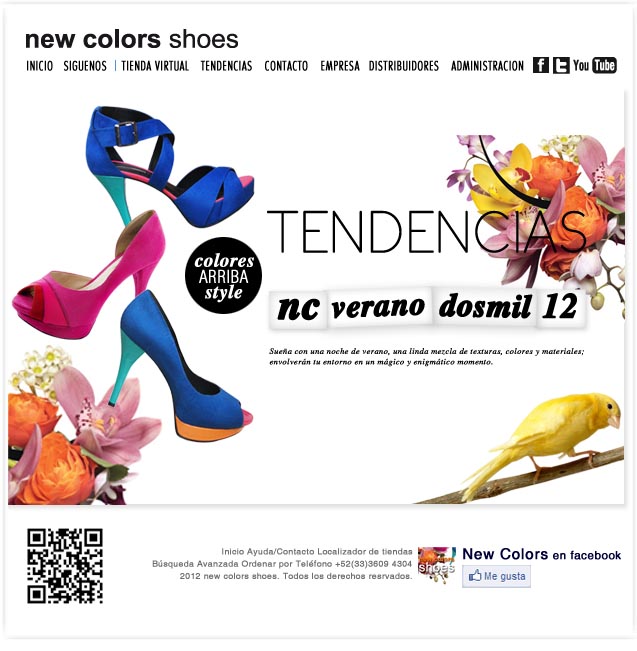 new colors shoes
INICIO SIGUENOS | TIENDA VIRTUAL TENDENCIAS CONTACTO EMPRESA DISTRIBUIDORES ADMINISTRACION f t You Tube
TENDENCIAS
colores
ARRIBA
style
nc verano dosmil 12
Sueña con una noche de verano, una linda mezcla de texturas, colores y materiales;
envolverán tu entorno en un mágico y enigmático momento.
Inicio Ayuda/Contacto Localizador de tiendas
Búsqueda Avanzada Ordenar por Teléfono +52(33)3609 4304
2012 new colors shoes. Todos los derechos resrvados.
colors
shoes
New Colors en facebook
Me gusta